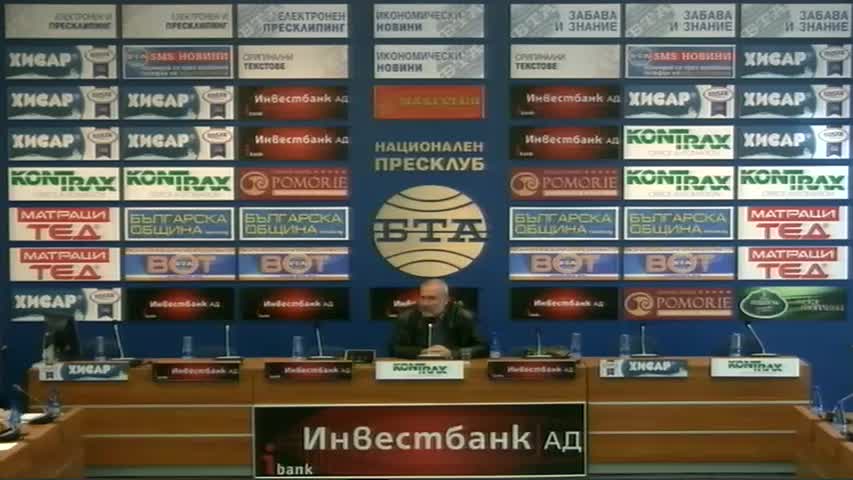 ЕЛЕКТРОНЕН И
ПРЕСКЛИПИНГ
ЕЛЕКТРОНЕН И
ПРЕСКЛИПИНГ
ЕЛЕКТРОНЕН И
ПРЕСКЛИПИНГ
ИКОНОМИЧЕСКИ
НОВИНИ
БТА
ЗАБАВА
И ЗНАНИЕ
ЗАБАВА
И ЗНАНИЕ
ЗАБАВА
И ЗНАНИЕ
ХИСАР
SMS НОВИНИ
ОРИГИНАЛНИ
ТЕКСТОВЕ
ИКОНОМИЧЕСКИ
НОВИНИ
ОРИГИНАЛНИ
ТЕКСТОВЕ
SMS НОВИНИ
ХИСАР
ХИСАР
ХИСАР
ИНВЕСТБАНК АД
ИНВЕСТБАНК АД
ХИСАР
ХИСАР
ХИСАР
ХИСАР
ИНВЕСТБАНК АД
НАЦИОНАЛЕН
ПРЕСКЛУБ
ИНВЕСТБАНК АД
KONTRAX
ХИСАР
KONTRAX
KONTRAX
POMORIE
POMORIE
KONTRAX
KONTRAX
МАТРАЦИ
ТЕД
БЪЛГАРСКА
ОБЩИНА
БЪЛГАРСКА
ОБЩИНА
БТА
БЪЛГАРСКА
ОБЩИНА
БЪЛГАРСКА
ОБЩИНА
МАТРАЦИ
ТЕД
МАТРАЦИ
ТЕД
ВОТ
ВОТ
ВОТ
ВОТ
МАТРАЦИ
ТЕД
ХИСАР
ИНВЕСТБАНК АД
ИНВЕСТБАНК АД
ИНВЕСТБАНК АД
POMORIE
ХИСАР
ИНВЕСТБАНК АД
ИНВЕСТБАНК АД
KONTRAX
ИНВЕСТБАНК АД
ХИСАР
KONTRAX
ИНВЕСТБАНК АД
ibank